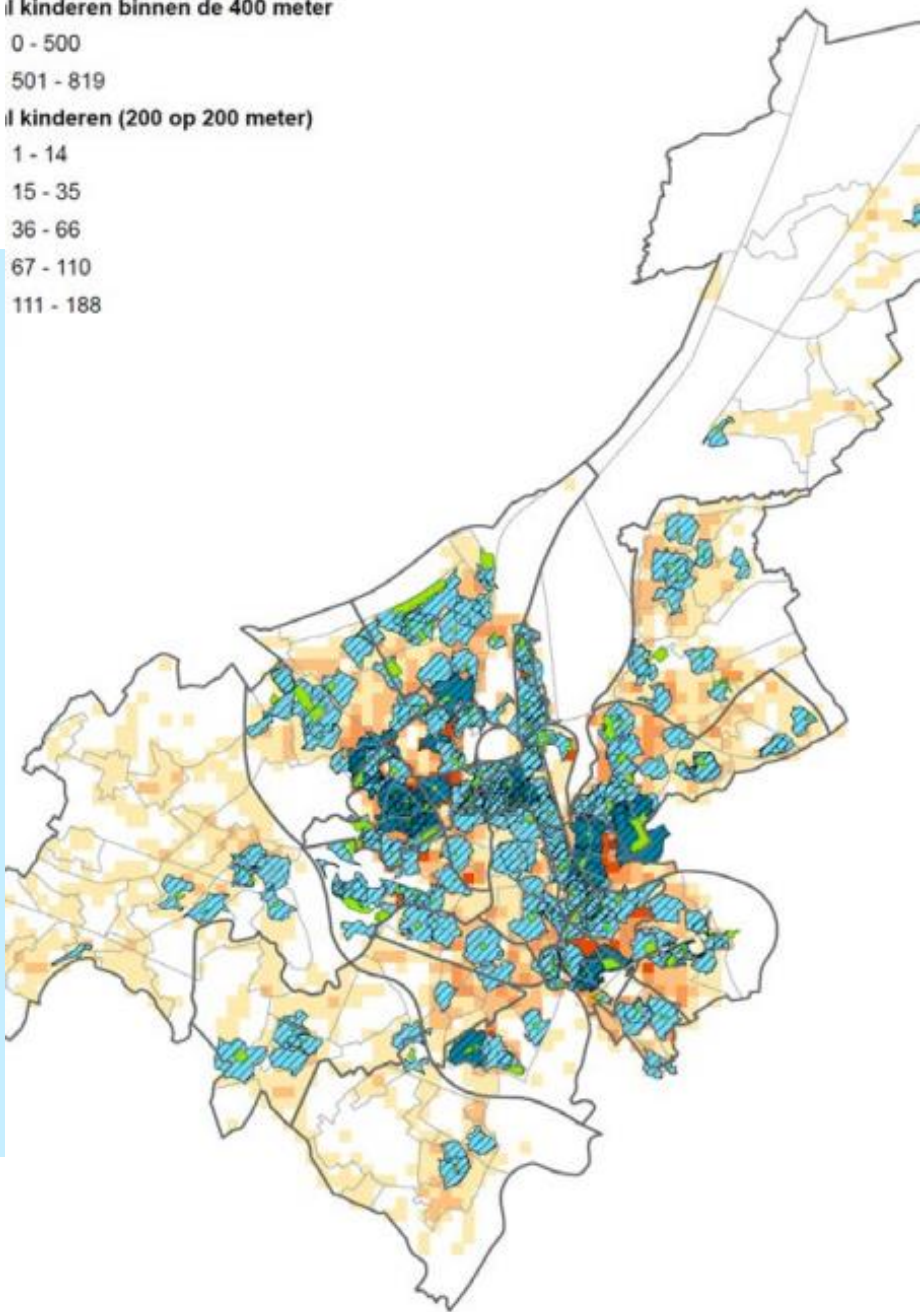 l kinderen binnen de 400 meter
0 - 500
501 - 819
l kinderen (200 op 200 meter)
1 - 14
15 - 35
36 - 66
67 - 110
111 - 188